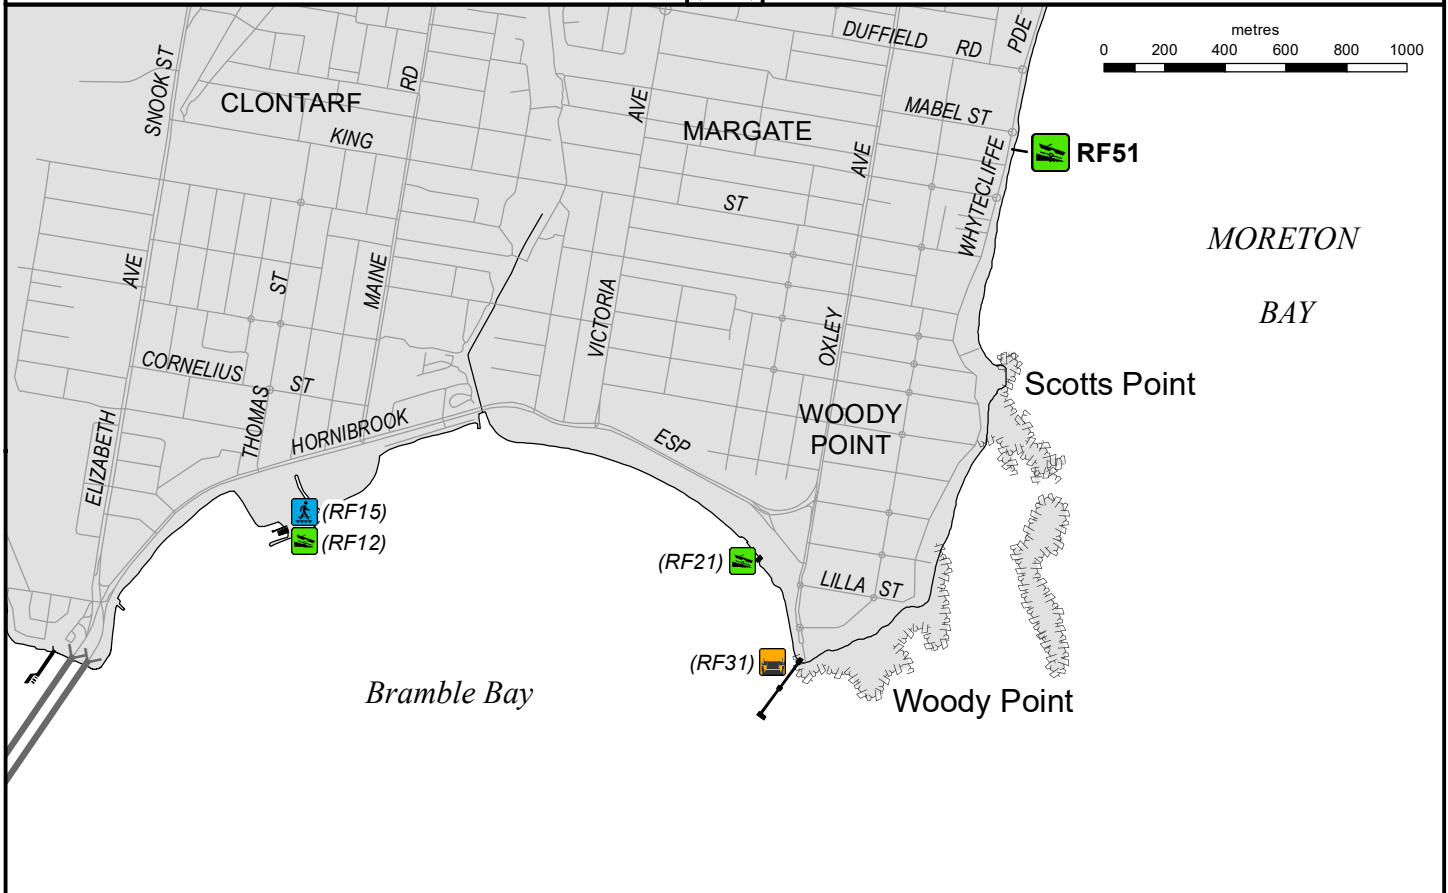 metres
0 200 400 600 800 1000
DUFFIELD RD
PDE
SNOOK ST
CLONTARF
RD
AVE
MABEL ST
MARGATE
KING
ST
AVE
WHYTECLIFFE
RF51
MORETON
BAY
AVE
ST
MAINE
VICTORIA
OXLEY
CORNELIUS ST
Scotts Point
THOMAS
HORNIBROOK
ESP
WOODY
POINT
ELIZABETH
(RF15)
(RF12)
(RF21)
LILLA ST
(RF31)
Bramble Bay
Woody Point